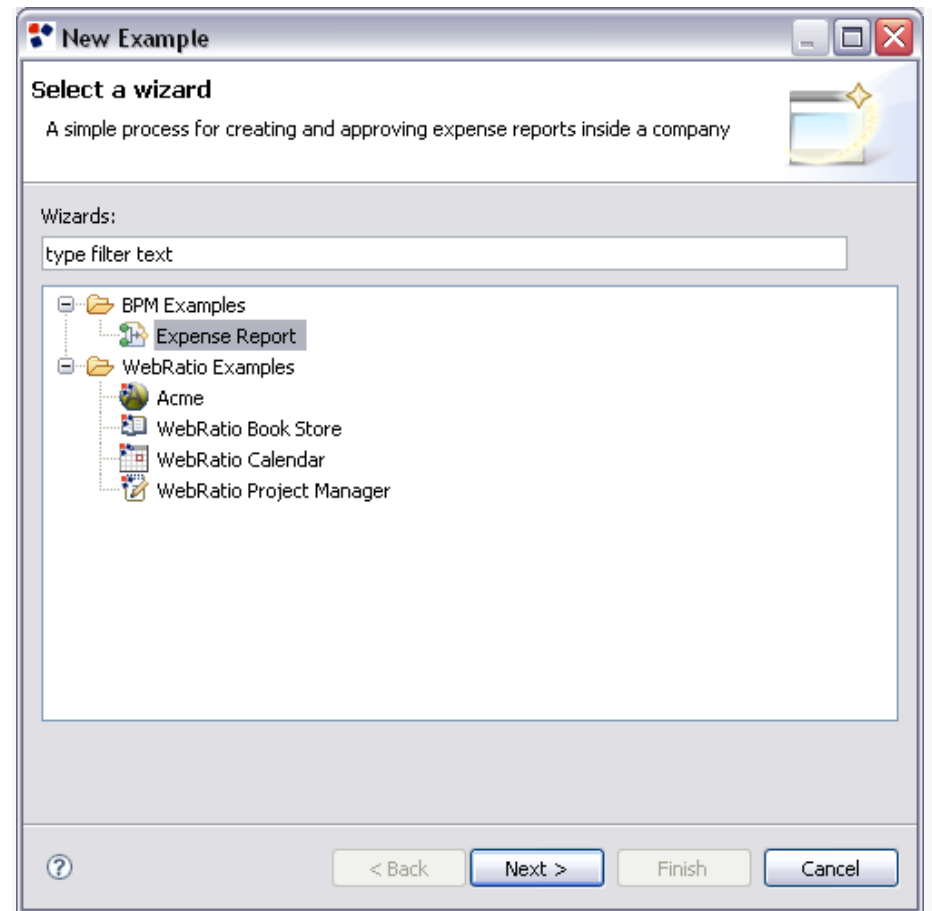 New Example
Select a wizard
A simple process for creating and approving expense reports inside a company
Wizards:
type filter text
BPM Examples
Expense Report
WebRatio Examples
Acme
WebRatio Book Store
WebRatio Calendar
WebRatio Project Manager
? < Back Next > Finish Cancel